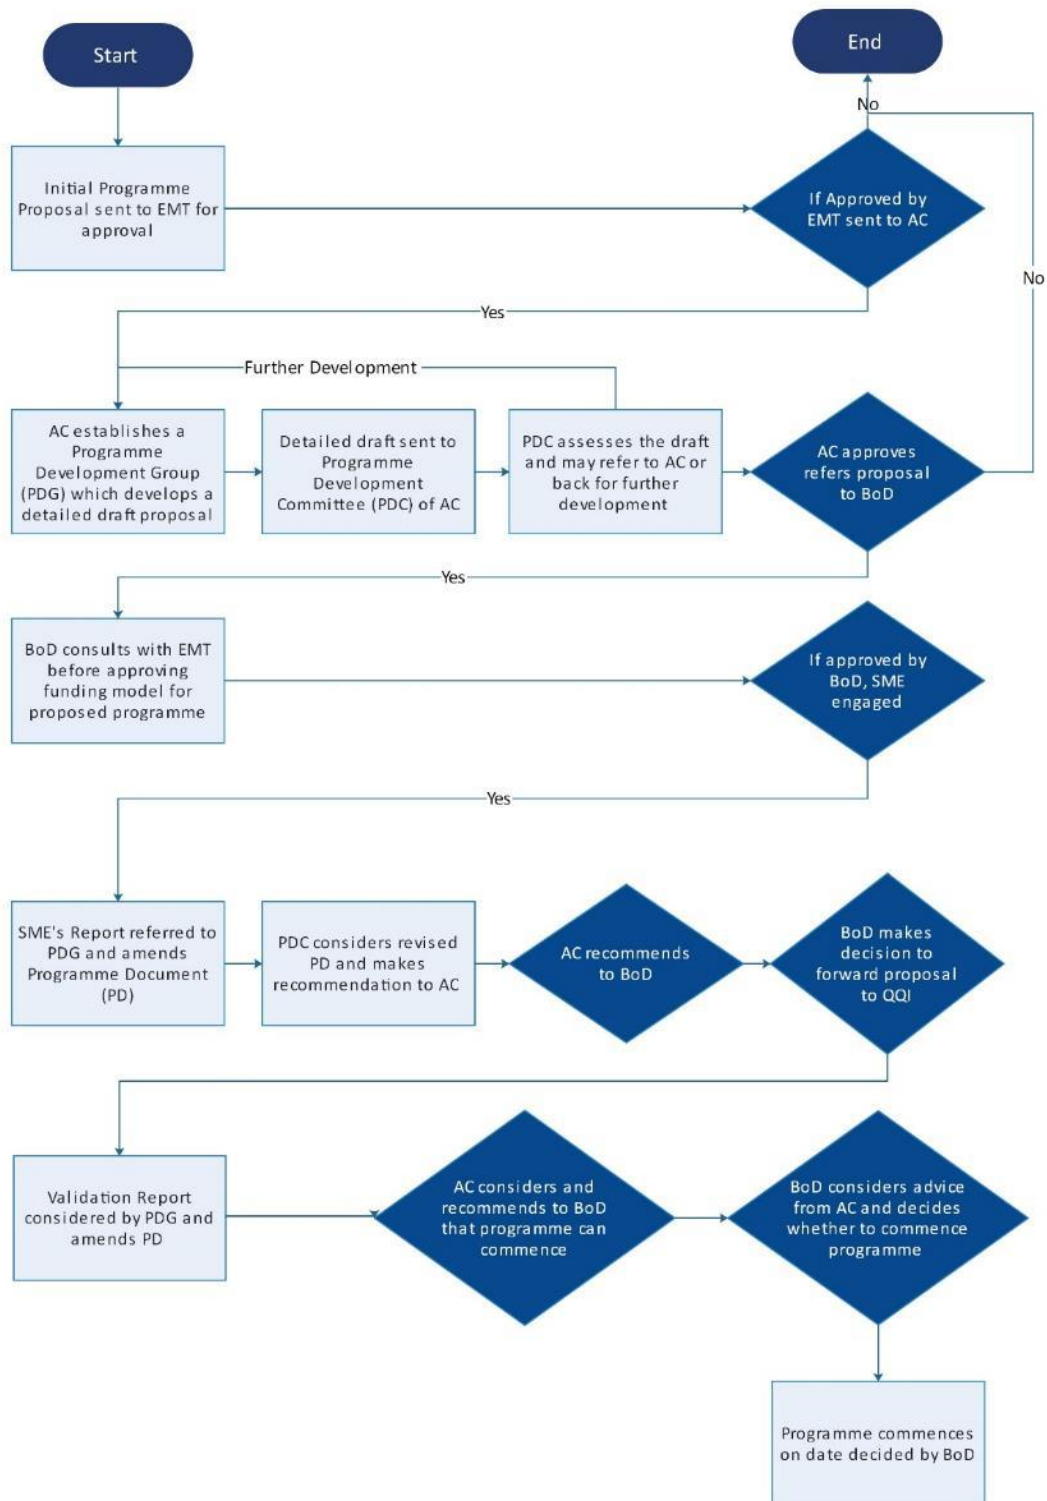 Start
End
No
Initial Programme
Proposal sent to EMT for
approval
If Approved by
EMT sent to AC
No
Yes
Further Development
AC establishes a
Programme
Development Group
(PDG) which develops a
detailed draft proposal
Detailed draft sent to
Programme
Development
Committee (PDC) of AC
PDC assesses the draft
and may refer to AC or
back for further
development
AC approves
refers proposal
to BoD
Yes
BoD consults with EMT
before approving
funding model for
proposed programme
If approved by
BoD, SME
engaged
Yes
SME's Report referred to
PDG and amends
Programme Document
(PD)
PDC considers revised
PD and makes
recommendation to AC
AC recommends
to BoD
BoD makes
decision to
forward proposal
to QQI
Validation Report
considered by PDG and
amends PD
AC considers and
recommends to BoD
that programme can
commence
BoD considers advice
from AC and decides
whether to commence
programme
Programme commences
on date decided by BoD